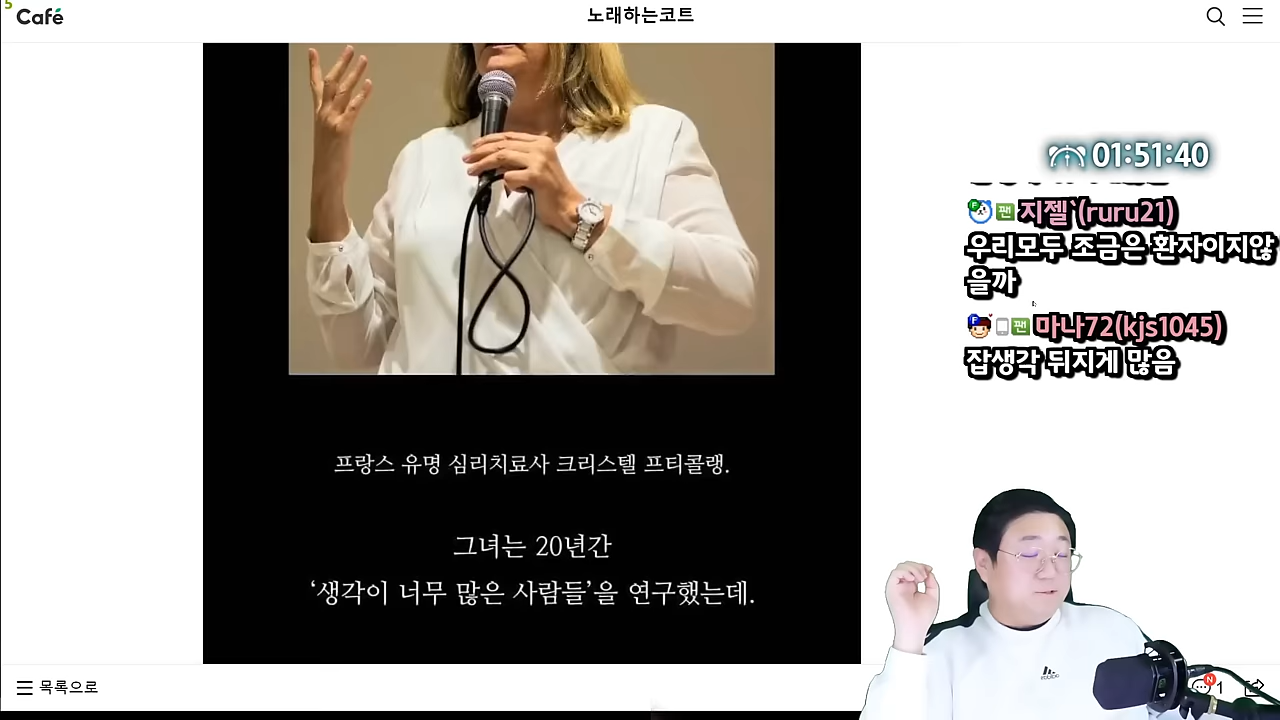 5
Café
노래하는코트
01:51:40
F 팬 지젤`(ruru21)
우리모두 조금은 환자이지않
을까
F 팬 마나72(kjs1045)
잡생각 뒤지게 많음
프랑스 유명 심리치료사 크리스텔 프티콜랭.
그녀는 20년간
‘생각이 너무 많은 사람들’을 연구했는데.
목록으로
N
1